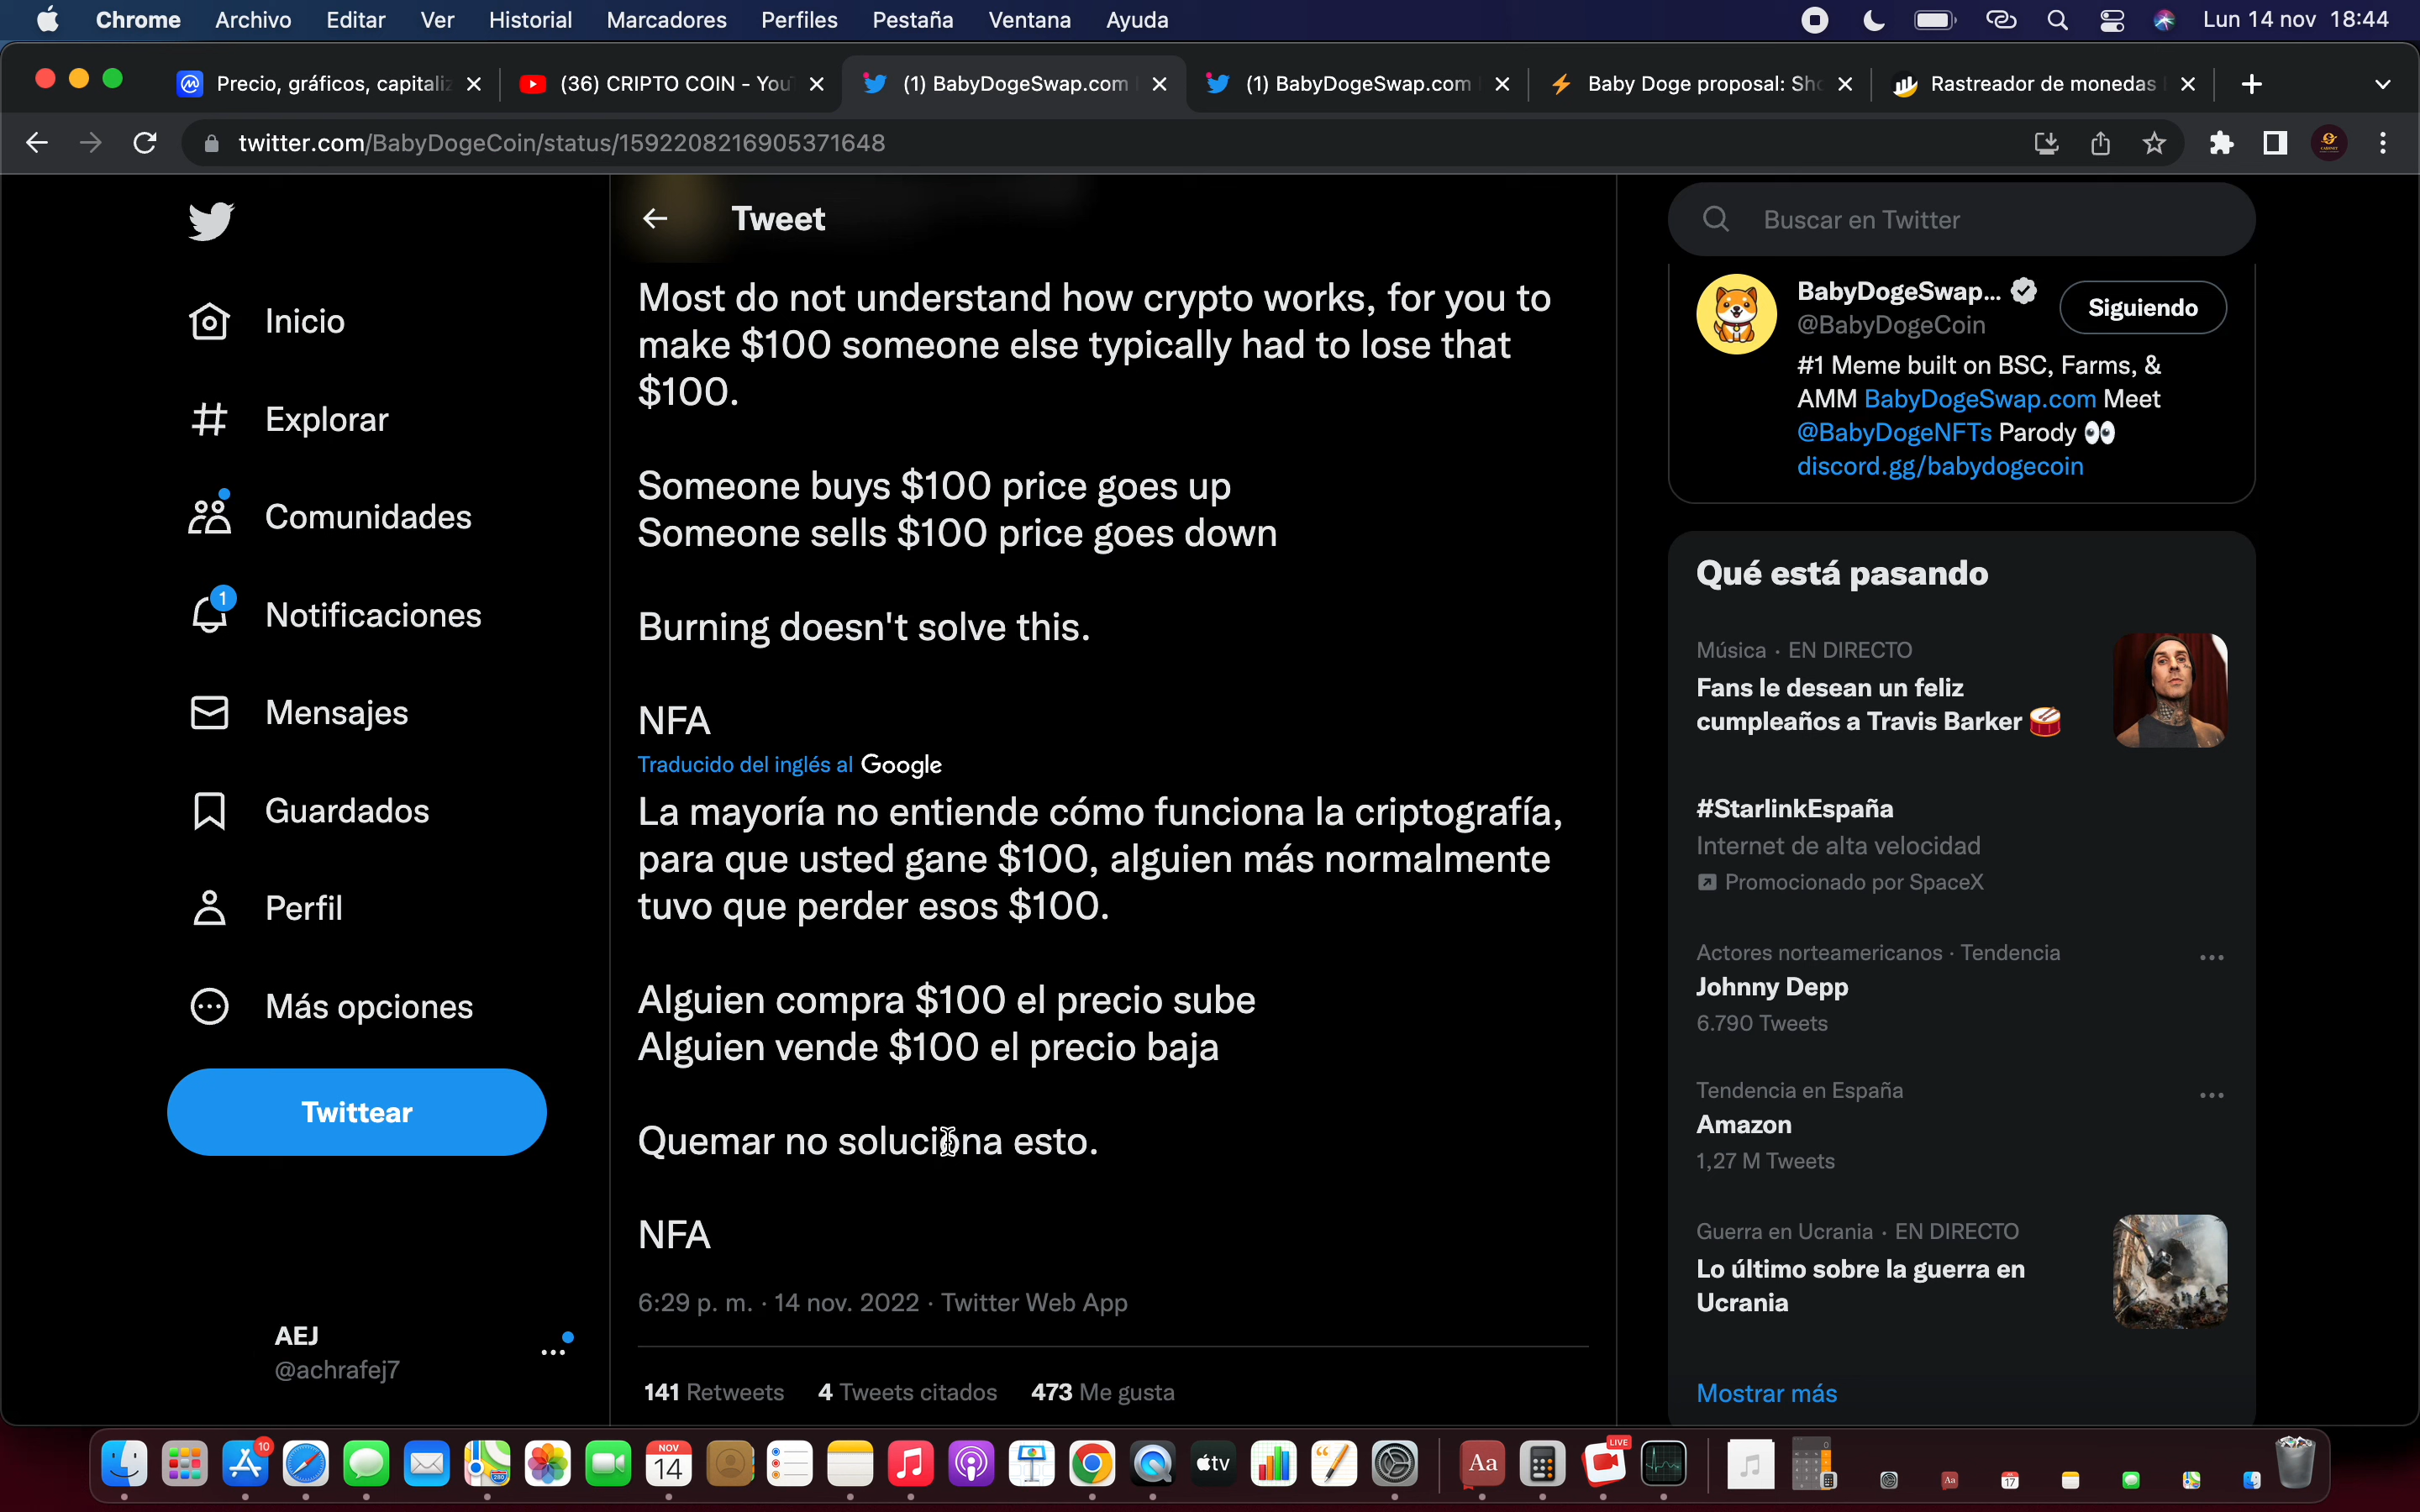 Chrome Archivo Editar Ver Historial Marcadores Perfiles Pestaña Ventana Ayuda Lun 14 nov 18:44
Precio, gráficos, capitaliz (36) CRIPTO COIN - You (1) BabyDogeSwap.com (1) BabyDogeSwap.com Baby Doge proposal: Sho Rastreador de monedas
twitter.com/BabyDogeCoin/status/1592208216905371648
Inicio
Explorar
Comunidades
1
Notificaciones
Mensajes
Guardados
Perfil
Más opciones
Twittear
AEJ
@achrafej7
Tweet
Most do not understand how crypto works, for you to
make $100 someone else typically had to lose that
$100.
Someone buys $100 price goes up
Someone sells $100 price goes down
Burning doesn't solve this.
NFA
Traducido del inglés al Google
La mayoría no entiende cómo funciona la criptografía,
para que usted gane $100, alguien más normalmente
tuvo que perder esos $100.
Alguien compra $100 el precio sube
Alguien vende $100 el precio baja
Quemar no soluciona esto.
NFA
6:29 p. m. · 14 nov. 2022 · Twitter Web App
141 Retweets 4 Tweets citados 473 Me gusta
Buscar en Twitter
BabyDogeSwap...
@BabyDogeCoin
Siguiendo
#1 Meme built on BSC, Farms, &
AMM BabyDogeSwap.com Meet
@BabyDogeNFTs Parody 👀
discord.gg/babydogecoin
Qué está pasando
Música · EN DIRECTO
Fans le desean un feliz
cumpleaños a Travis Barker 🥁
#StarlinkEspaña
Internet de alta velocidad
Promocionado por SpaceX
Actores norteamericanos · Tendencia
Johnny Depp
6.790 Tweets
Tendencia en España
Amazon
1,27 M Tweets
Guerra en Ucrania · EN DIRECTO
Lo último sobre la guerra en
Ucrania
Mostrar más
10
NOV
14
tv
Aa
LIVE
17